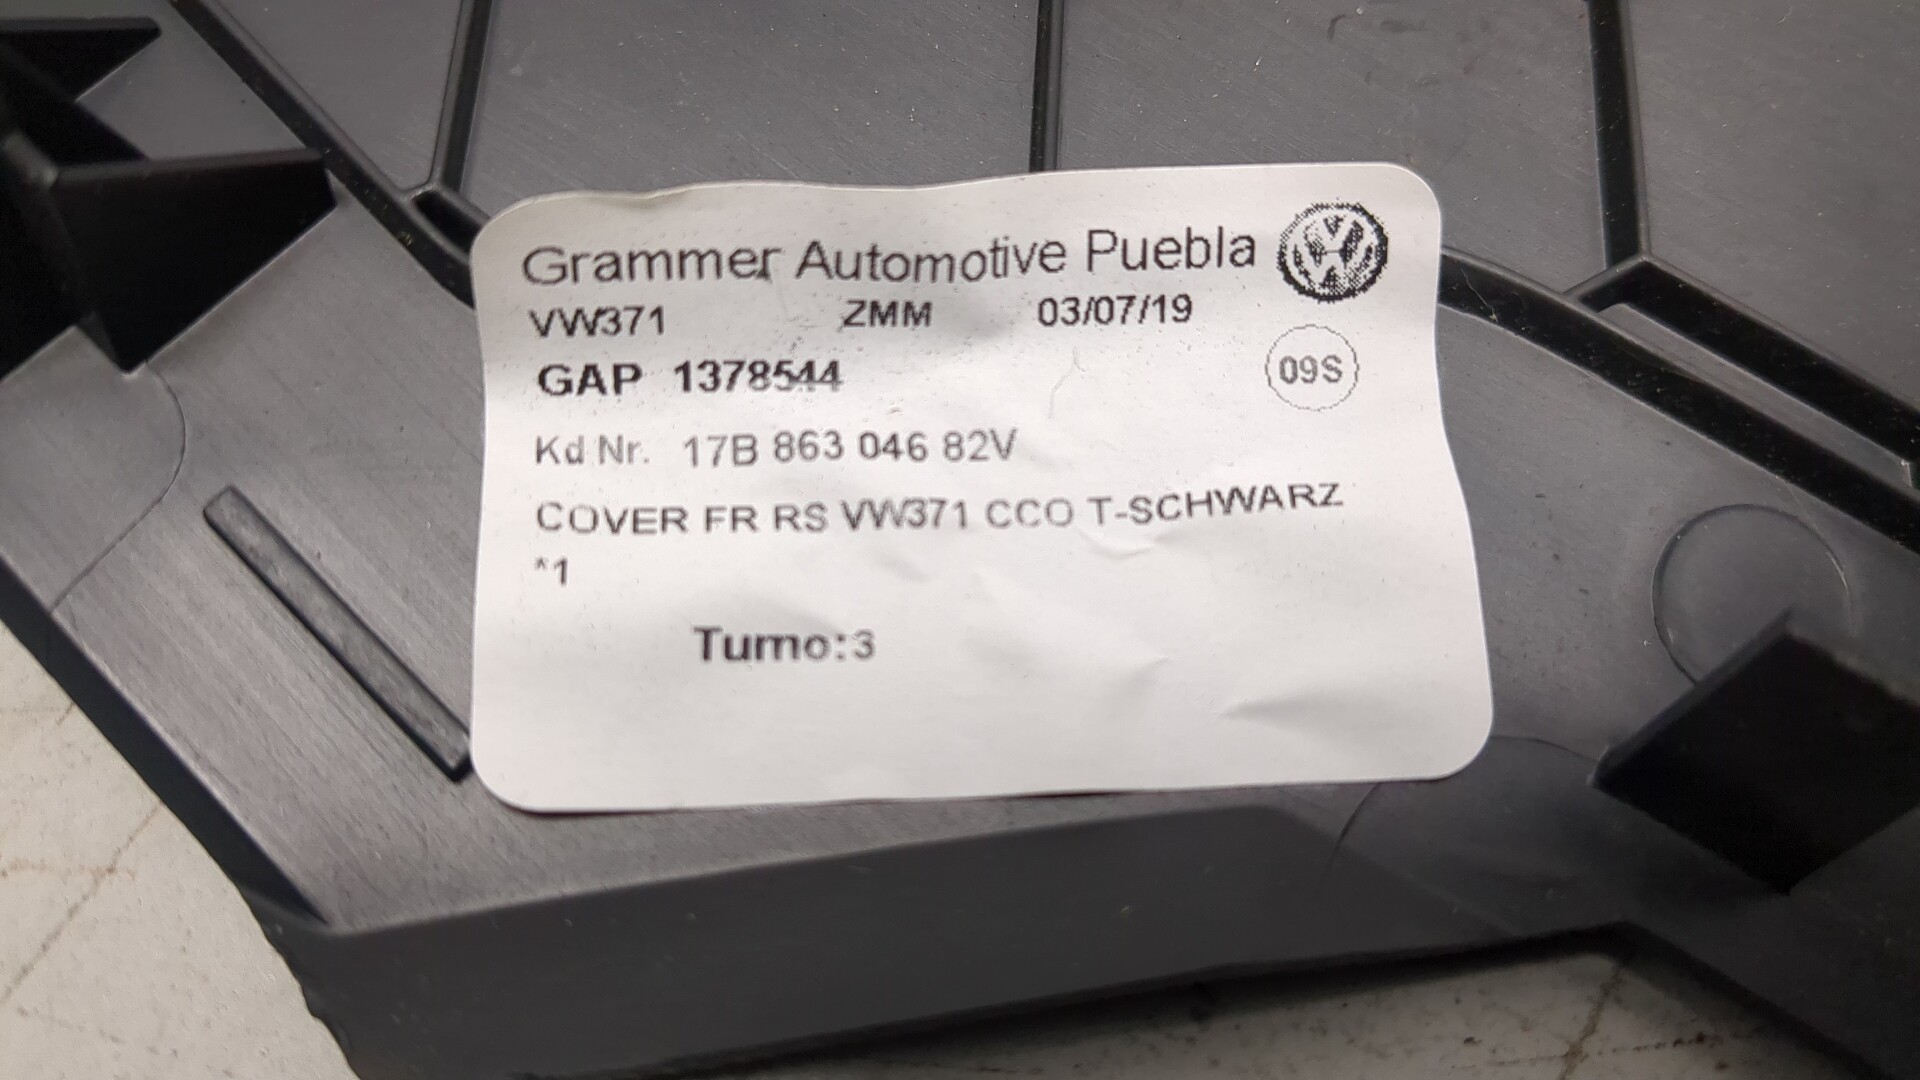 Grammer Automotive Puebla
VW371 ZMM 03/07/19
GAP 1378544
09S
Kd Nr. 17B 863 046 82V
COVER FR RS VW371 CCO T-SCHWARZ
*1
Turno:3